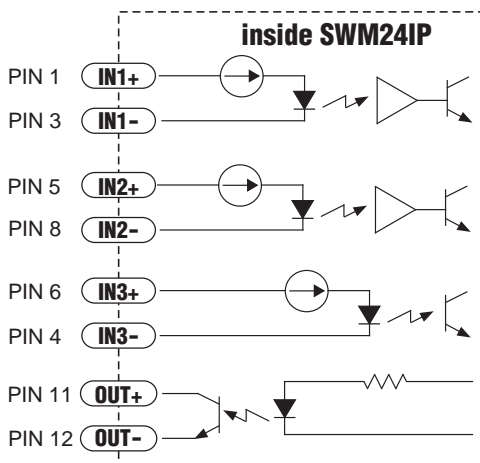 inside SWM24IP
PIN 1 IN1+
PIN 3 IN1-
PIN 5 IN2+
PIN 8 IN2-
PIN 6 IN3+
PIN 4 IN3-
PIN 11 OUT+
PIN 12 OUT-